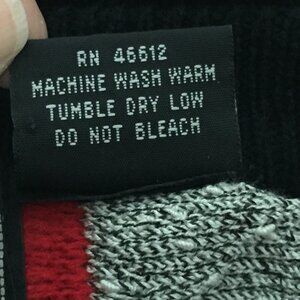 RN 46612
MACHINE WASH WARM
TUMBLE DRY LOW
DO NOT BLEACH